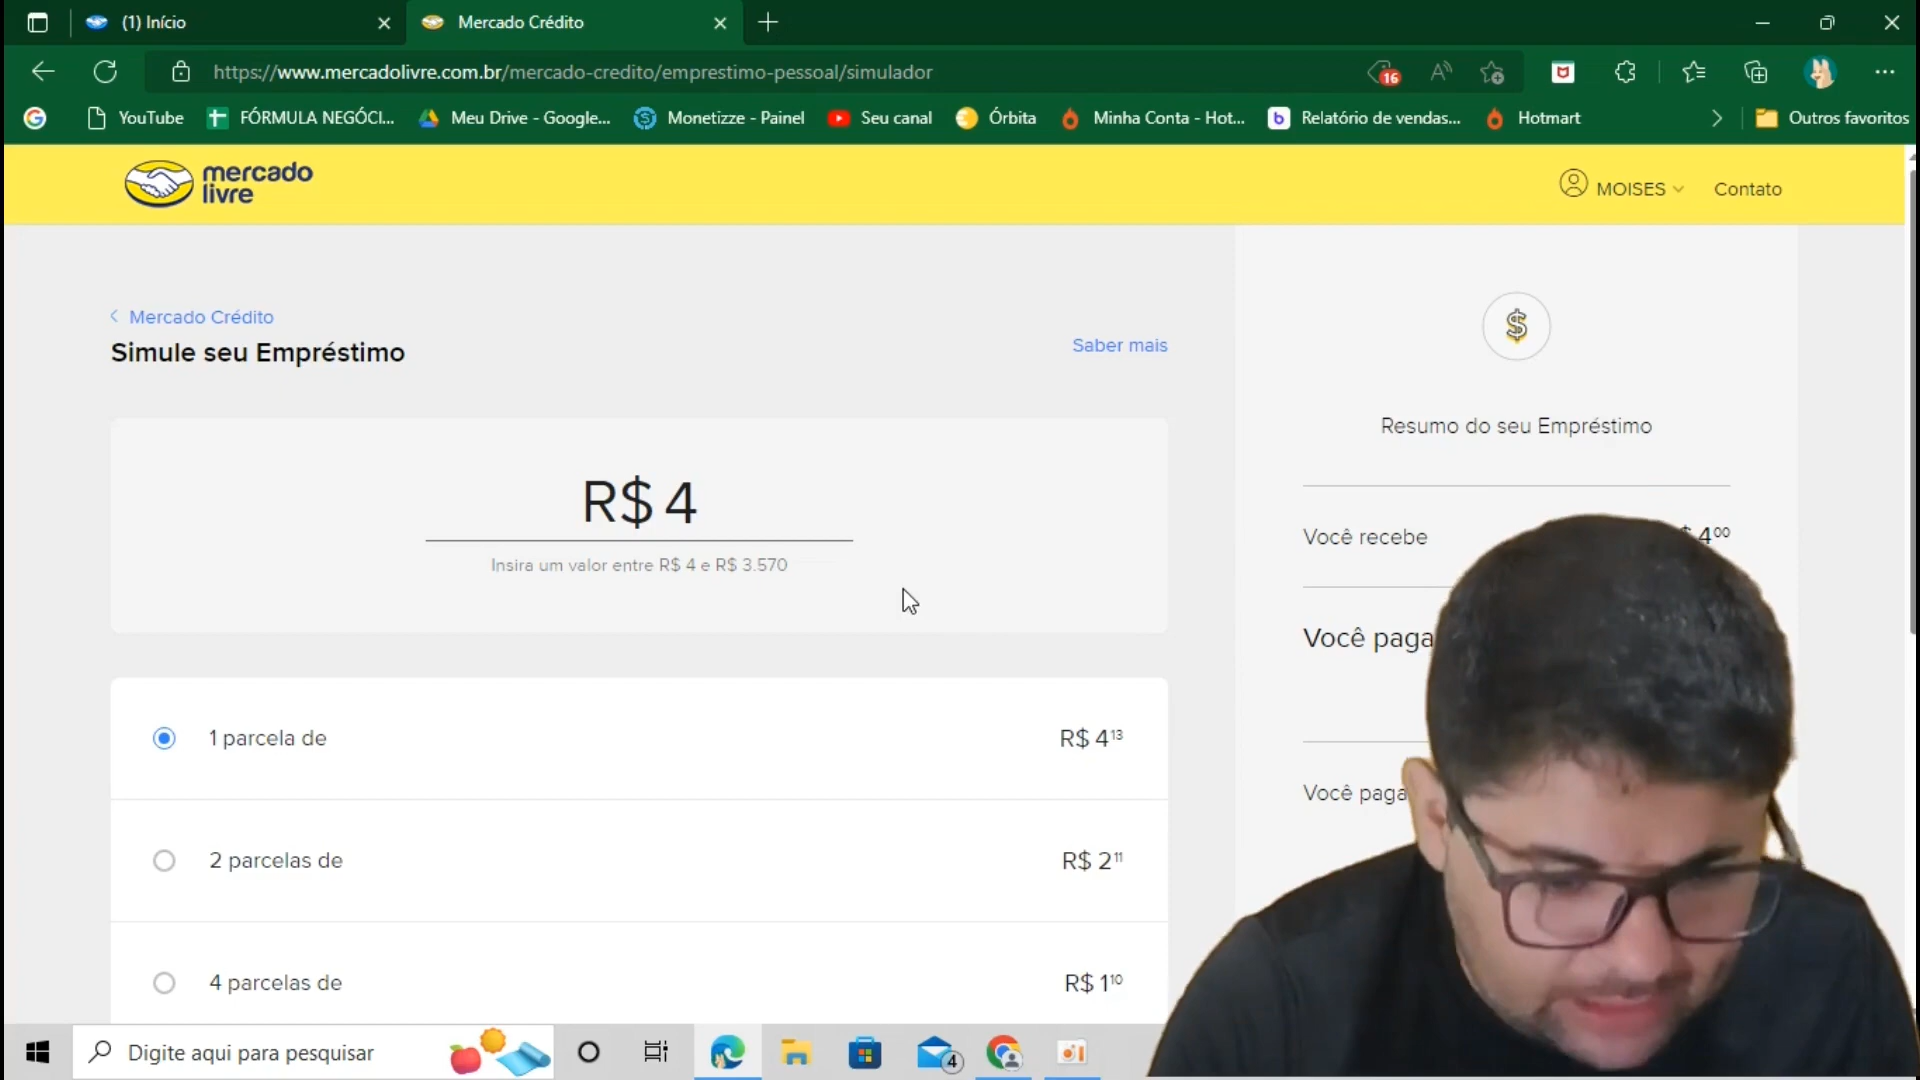 (1) Início
Mercado Crédito
https://www.mercadolivre.com.br/mercado-credito/emprestimo-pessoal/simulador
16
YouTube
FÓRMULA NEGÓCI...
Meu Drive - Google...
Monetizze - Painel
Seu canal
Órbita
Minha Conta - Hot...
Relatório de vendas...
Hotmart
Outros favoritos
mercado
livre
MOISES
Contato
Mercado Crédito
Simule seu Empréstimo
Saber mais
R$ 4
Insira um valor entre R$ 4 e R$ 3.570
1 parcela de R$ 4¹³
2 parcelas de R$ 2¹¹
4 parcelas de R$ 1¹⁰
$
Resumo do seu Empréstimo
Você recebe $ 4⁰⁰
Você paga
Você paga
Digite aqui para pesquisar
4